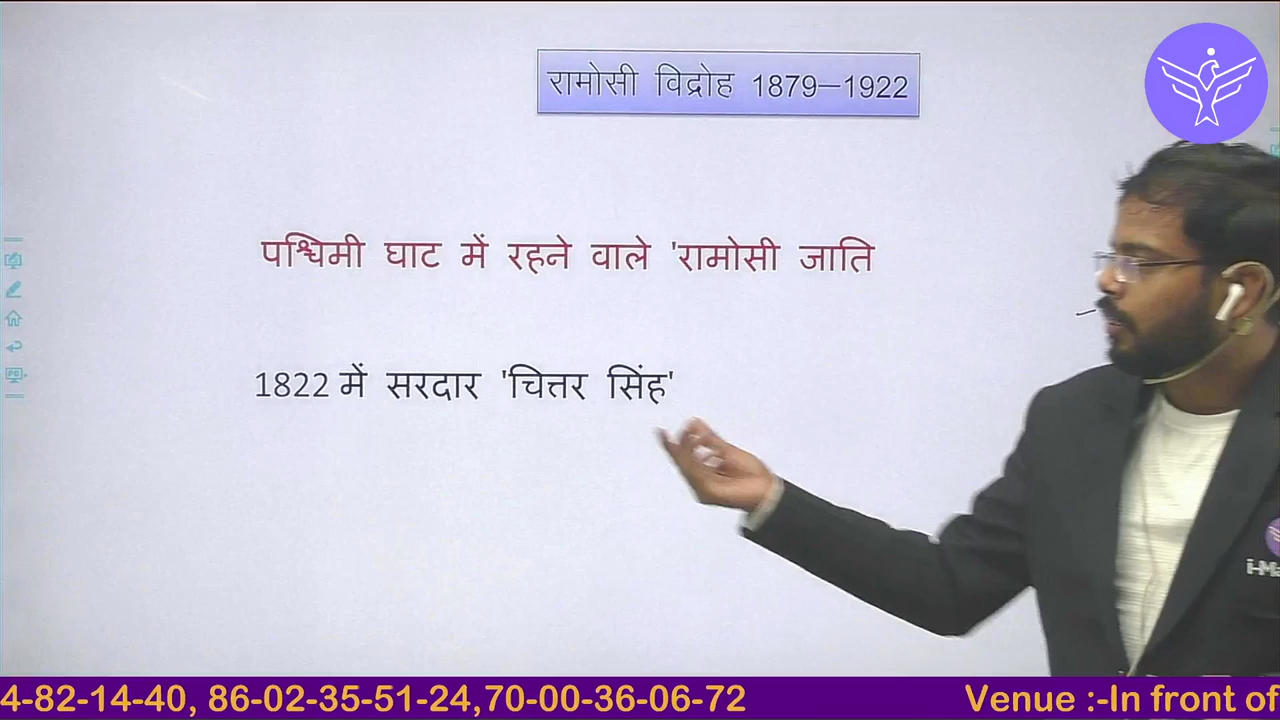 रामोसी विद्रोह 1879–1922
पश्चिमी घाट में रहने वाले 'रामोसी जाति
1822 में सरदार 'चित्तर सिंह'
4-82-14-40, 86-02-35-51-24,70-00-36-06-72 Venue :-In front of